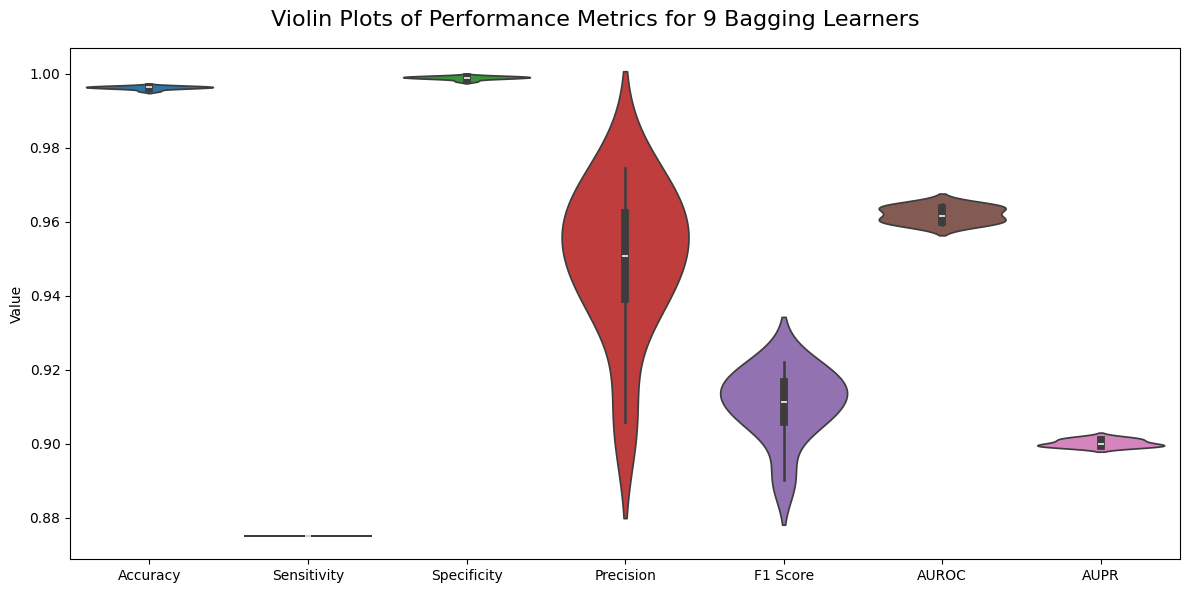 Violin Plots of Performance Metrics for 9 Bagging Learners
Value
1.00
0.98
0.96
0.94
0.92
0.90
0.88
Accuracy Sensitivity Specificity Precision F1 Score AUROC AUPR